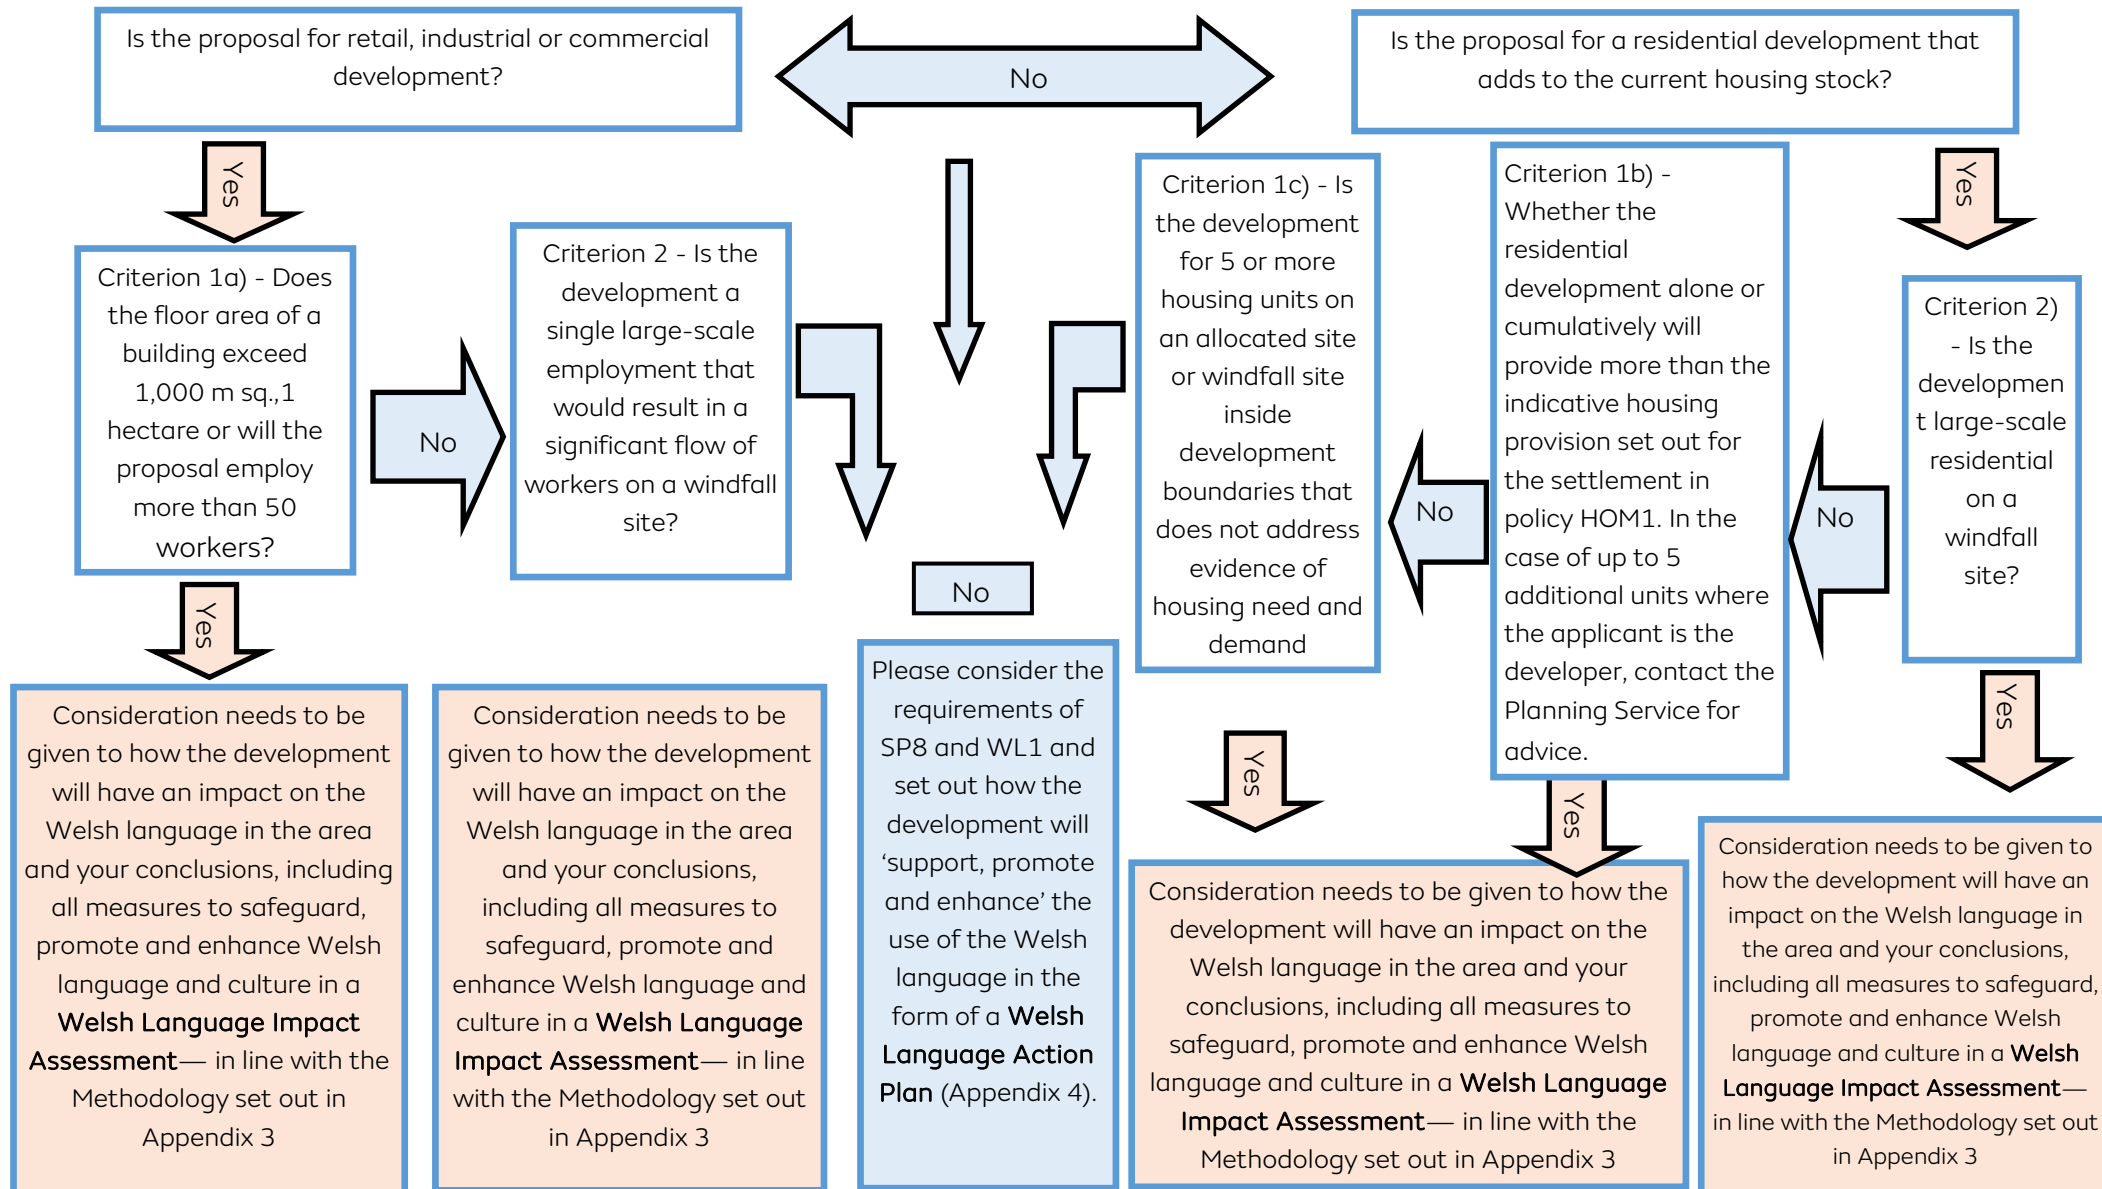 Is the proposal for retail, industrial or commercial
development?
No
Is the proposal for a residential development that
adds to the current housing stock?
Yes
Criterion 1a) - Does
the floor area of a
building exceed
1,000 m sq.,1
hectare or will the
proposal employ
more than 50
workers?
No
Criterion 2 - Is the
development a
single large-scale
employment that
would result in a
significant flow of
workers on a windfall
site?
Criterion 1c) - Is
the development
for 5 or more
housing units on
an allocated site
or windfall site
inside
development
boundaries that
does not address
evidence of
housing need and
demand
No
Criterion 1b) -
Whether the
residential
development alone or
cumulatively will
provide more than the
indicative housing
provision set out for
the settlement in
policy HOM1. In the
case of up to 5
additional units where
the applicant is the
developer, contact the
Planning Service for
advice.
No
Yes
Criterion 2)
- Is the
developmen
t large-scale
residential
on a
windfall
site?
Yes
Consideration needs to be
given to how the development
will have an impact on the
Welsh language in the area
and your conclusions, including
all measures to safeguard,
promote and enhance Welsh
language and culture in a
Welsh Language Impact
Assessment— in line with the
Methodology set out in
Appendix 3
Consideration needs to be
given to how the development
will have an impact on the
Welsh language in the area
and your conclusions,
including all measures to
safeguard, promote and
enhance Welsh language and
culture in a Welsh Language
Impact Assessment— in line
with the Methodology set out
in Appendix 3
No
Please consider the
requirements of
SP8 and WL1 and
set out how the
development will
‘support, promote
and enhance’ the
use of the Welsh
language in the
form of a Welsh
Language Action
Plan (Appendix 4).
Yes
Yes
Consideration needs to be given to how the
development will have an impact on the
Welsh language in the area and your
conclusions, including all measures to
safeguard, promote and enhance Welsh
language and culture in a Welsh Language
Impact Assessment— in line with the
Methodology set out in Appendix 3
Yes
Consideration needs to be given to
how the development will have an
impact on the Welsh language in
the area and your conclusions,
including all measures to safeguard,
promote and enhance Welsh
language and culture in a Welsh
Language Impact Assessment—
in line with the Methodology set out
in Appendix 3